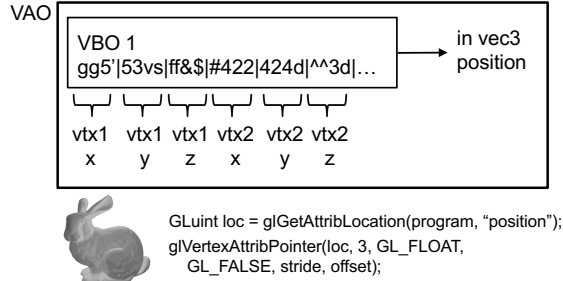 VAO
VBO 1
gg5’|53vs|ff&$|#422|424d|^^3d|…
in vec3
position
vtx1 vtx1 vtx1 vtx2 vtx2 vtx2
x y z x y z
GLuint loc = glGetAttribLocation(program, “position”);
glVertexAttribPointer(loc, 3, GL_FLOAT,
GL_FALSE, stride, offset);